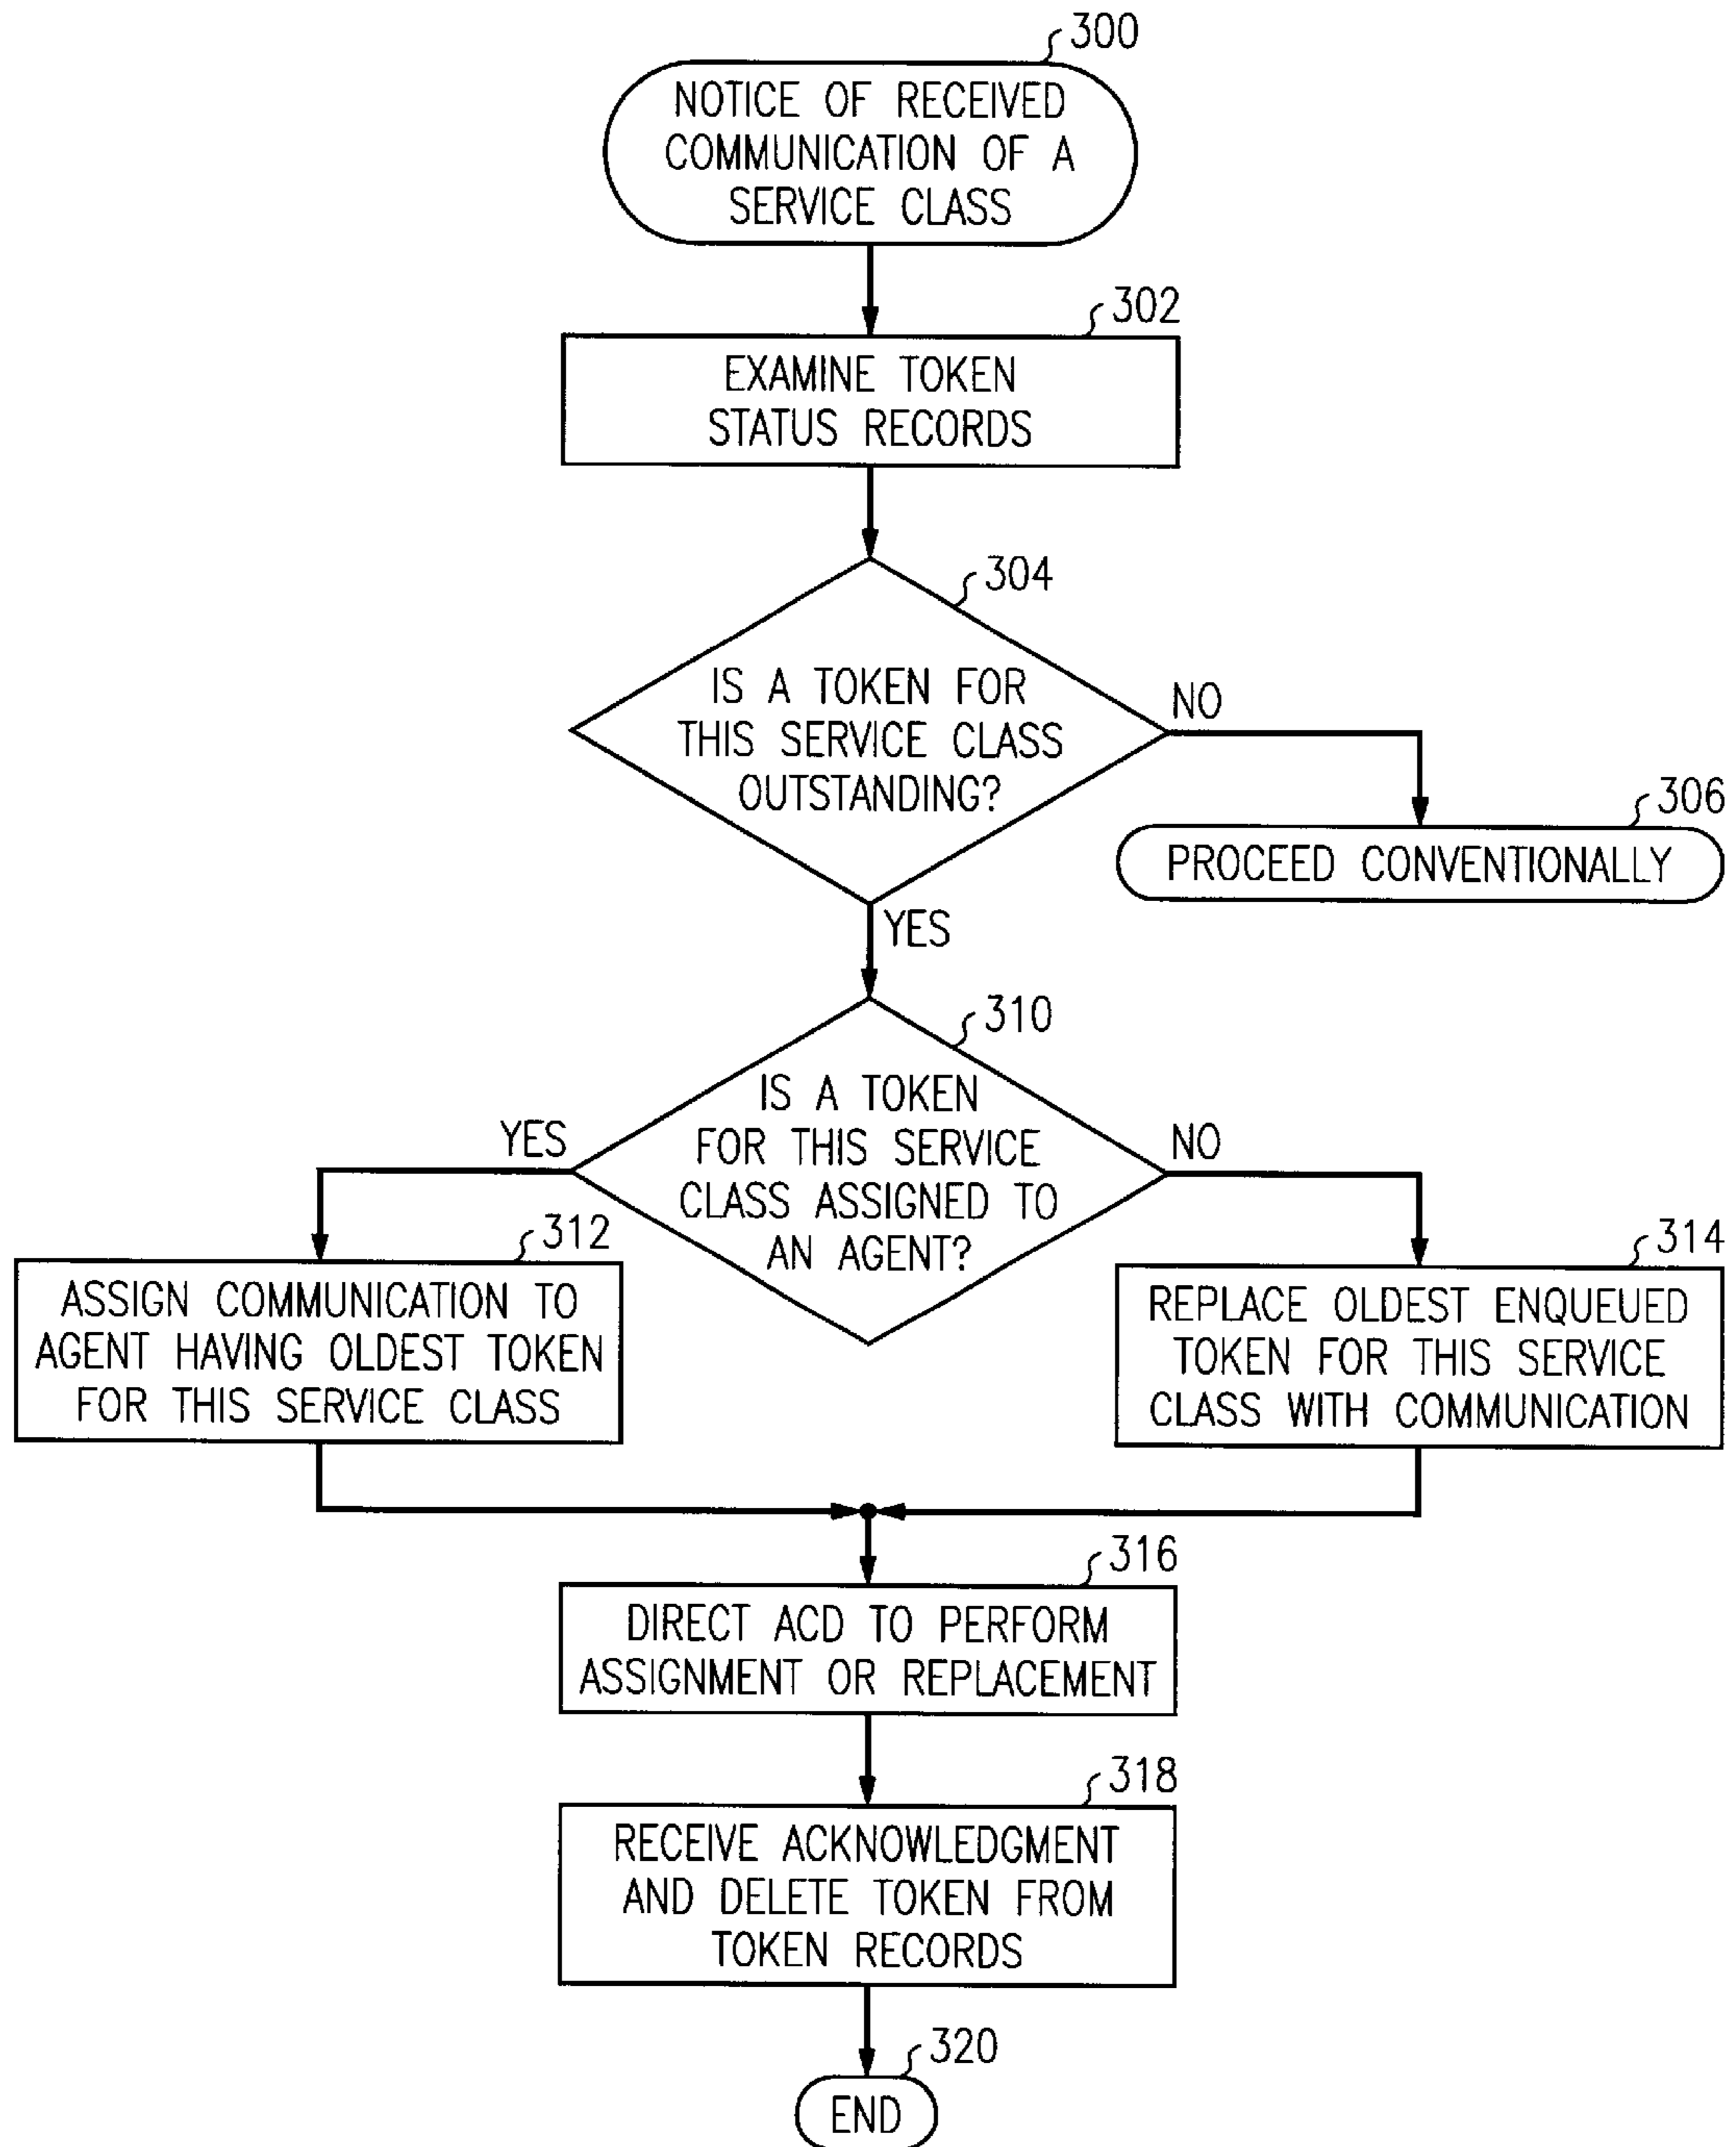 300
NOTICE OF RECEIVED
COMMUNICATION OF A
SERVICE CLASS
302
EXAMINE TOKEN
STATUS RECORDS
304
IS A TOKEN FOR
THIS SERVICE CLASS
OUTSTANDING?
NO
306
PROCEED CONVENTIONALLY
YES
310
IS A TOKEN
FOR THIS SERVICE
CLASS ASSIGNED TO
AN AGENT?
YES
NO
312
ASSIGN COMMUNICATION TO
AGENT HAVING OLDEST TOKEN
FOR THIS SERVICE CLASS
314
REPLACE OLDEST ENQUEUED
TOKEN FOR THIS SERVICE
CLASS WITH COMMUNICATION
316
DIRECT ACD TO PERFORM
ASSIGNMENT OR REPLACEMENT
318
RECEIVE ACKNOWLEDGMENT
AND DELETE TOKEN FROM
TOKEN RECORDS
320
END